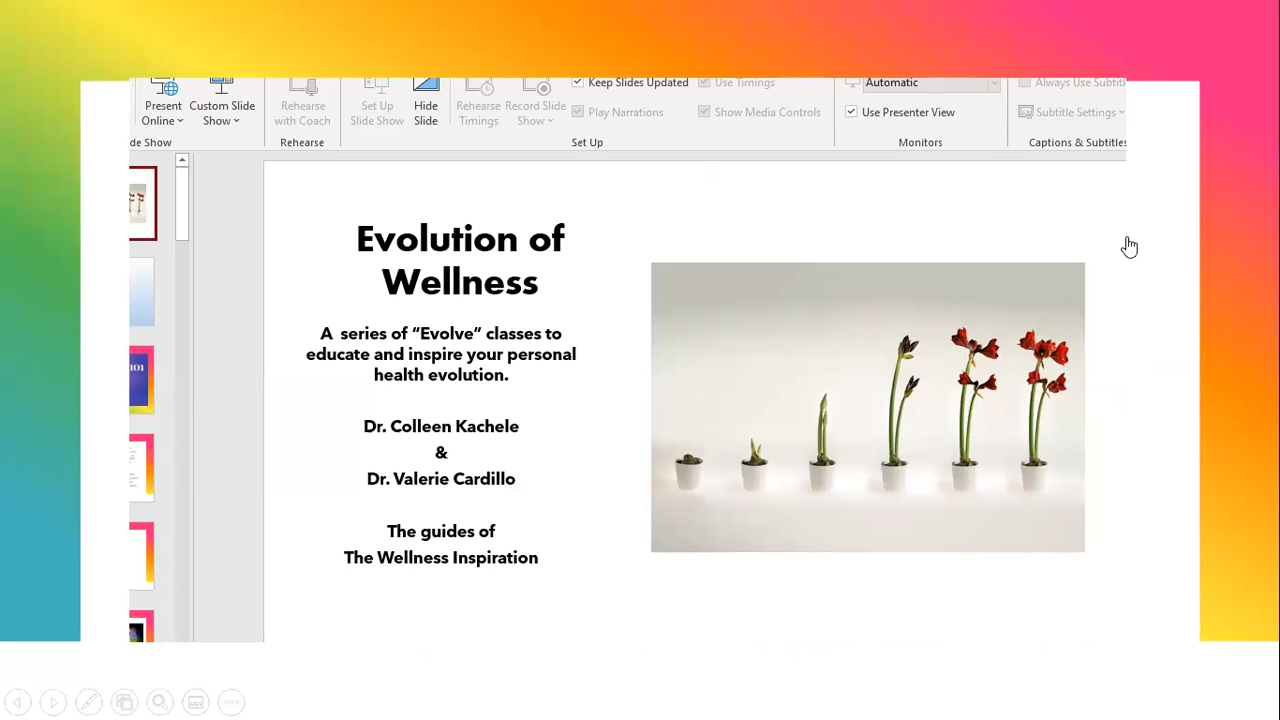 Present Online
Custom Slide Show
Rehearse with Coach
Set Up Slide Show
Hide Slide
Rehearse Timings
Record Slide Show
Keep Slides Updated
Play Narrations
Use Timings
Show Media Controls
Automatic
Use Presenter View
Always Use Subtitl
Subtitle Settings
de Show
Rehearse
Set Up
Monitors
Captions & Subtitles
101
Evolution of
Wellness
A series of “Evolve” classes to
educate and inspire your personal
health evolution.
Dr. Colleen Kachele
&
Dr. Valerie Cardillo
The guides of
The Wellness Inspiration